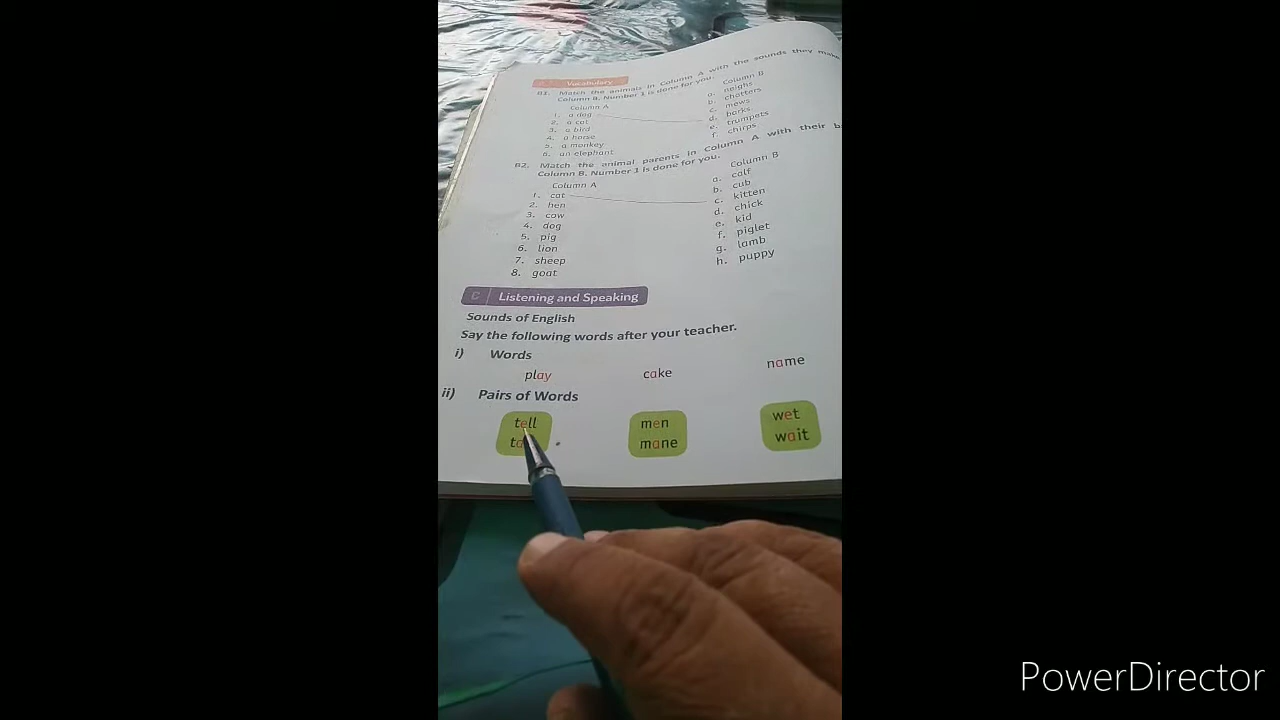 Vocabulary
B1. Match the animals in Column A with the sounds they make
Column B. Number 1 is done for you.
Column A Column B
1. a dog a. neighs
2. a cat b. chatters
3. a bird c. mews
4. a horse d. barks
5. a monkey e. trumpets
6. an elephant f. chirps
B2. Match the animal parents in Column A with their
Column B. Number 1 is done for you.
Column A Column B
1. cat a. calf
2. hen b. cub
3. cow c. kitten
4. dog d. chick
5. pig e. kid
6. lion f. piglet
7. sheep g. lamb
8. goat h. puppy
C Listening and Speaking
Sounds of English
Say the following words after your teacher.
i) Words
play cake name
ii) Pairs of Words
tell men wet
mane wait
PowerDirector